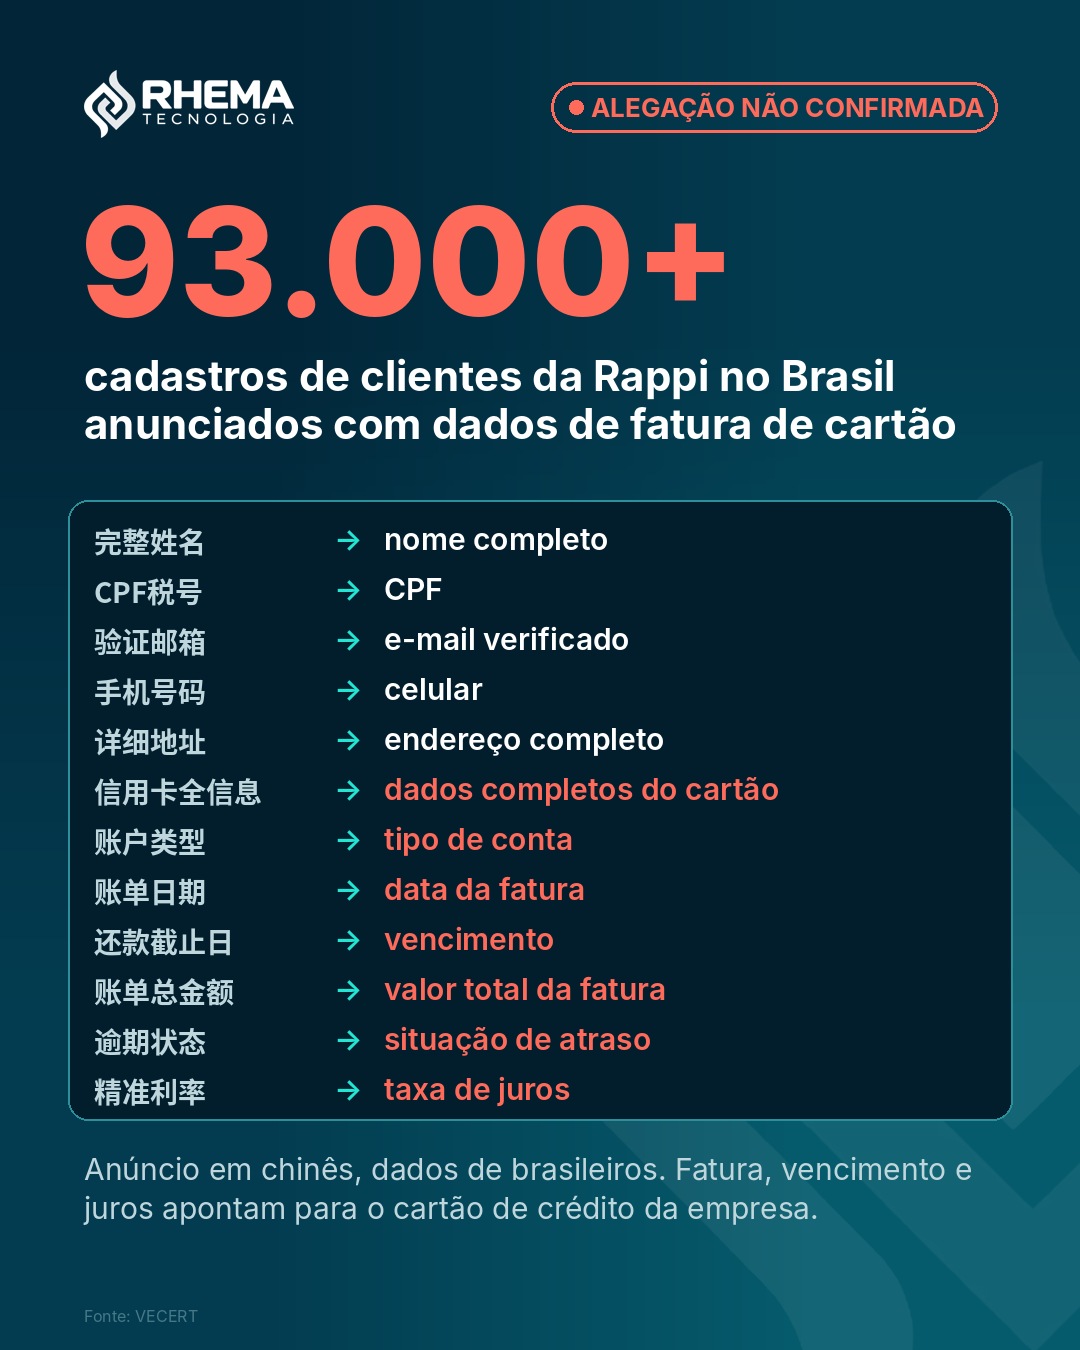 RHEMA
TECNOLOGIA
ALEGAÇÃO NÃO CONFIRMADA
93.000+
cadastros de clientes da Rappi no Brasil
anunciados com dados de fatura de cartão
完整姓名 → nome completo
CPF税号 → CPF
验证邮箱 → e-mail verificado
手机号码 → celular
详细地址 → endereço completo
信用卡全信息 → dados completos do cartão
账户类型 → tipo de conta
账单日期 → data da fatura
还款截止日 → vencimento
账单总金额 → valor total da fatura
逾期状态 → situação de atraso
精准利率 → taxa de juros
Anúncio em chinês, dados de brasileiros. Fatura, vencimento e
juros apontam para o cartão de crédito da empresa.
Fonte: VECERT